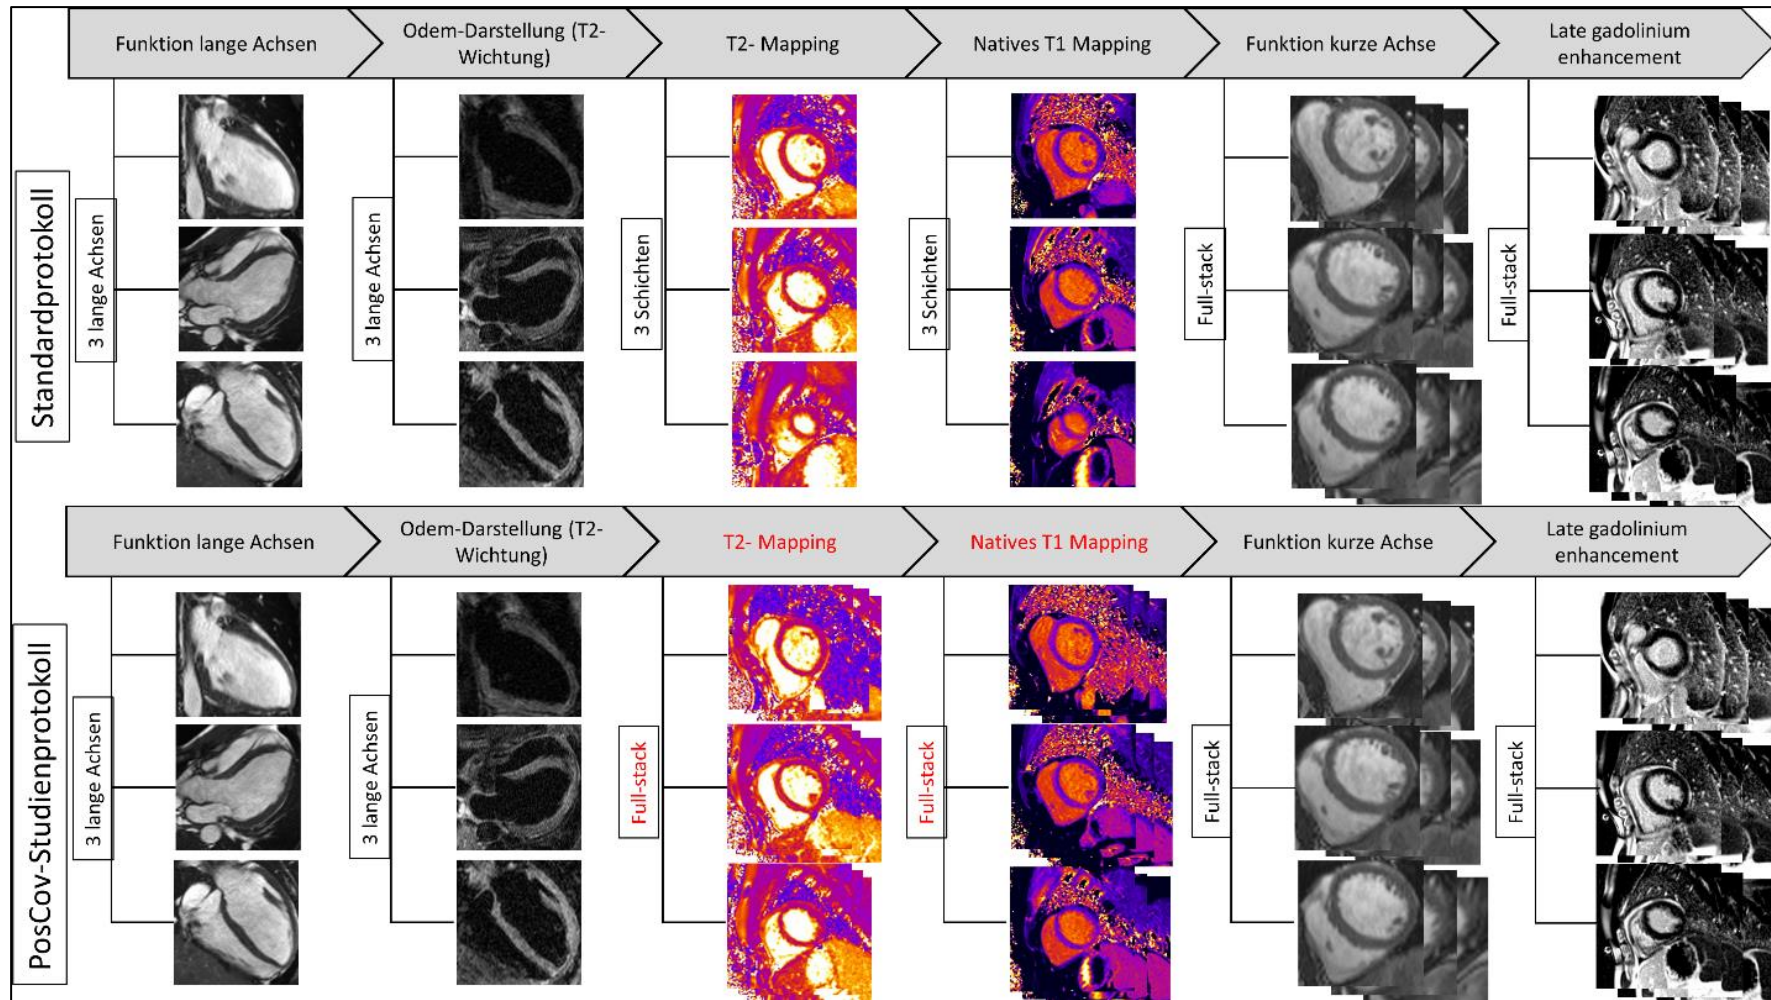 Funktion lange Achsen
Odem-Darstellung (T2-
Wichtung)
T2- Mapping
Natives T1 Mapping
Funktion kurze Achse
Late gadolinium
enhancement
Standardprotokoll
3 lange Achsen
3 lange Achsen
3 Schichten
3 Schichten
Full-stack
Full-stack
Funktion lange Achsen
Odem-Darstellung (T2-
Wichtung)
T2- Mapping
Natives T1 Mapping
Funktion kurze Achse
Late gadolinium
enhancement
PosCov-Studienprotokoll
3 lange Achsen
3 lange Achsen
Full-stack
Full-stack
Full-stack
Full-stack